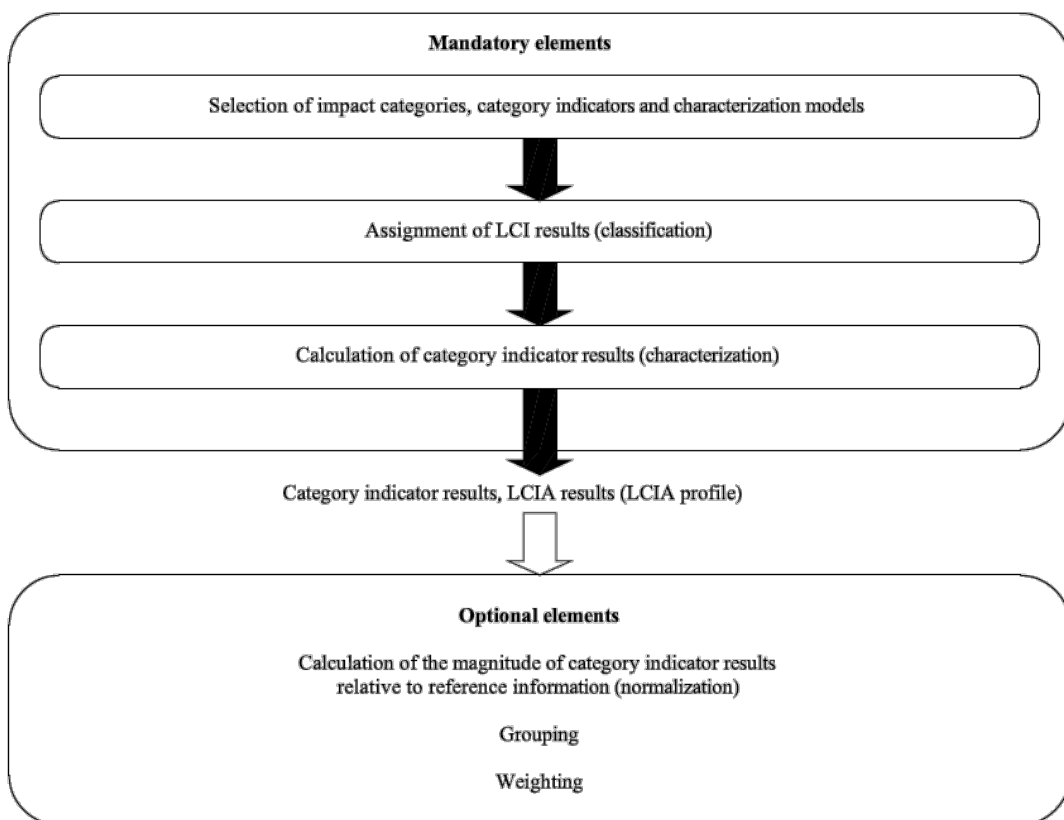 Mandatory elements
Selection of impact categories, category indicators and characterization models
Assignment of LCI results (classification)
Calculation of category indicator results (characterization)
Category indicator results, LCIA results (LCIA profile)
Optional elements
Calculation of the magnitude of category indicator results
relative to reference information (normalization)
Grouping
Weighting